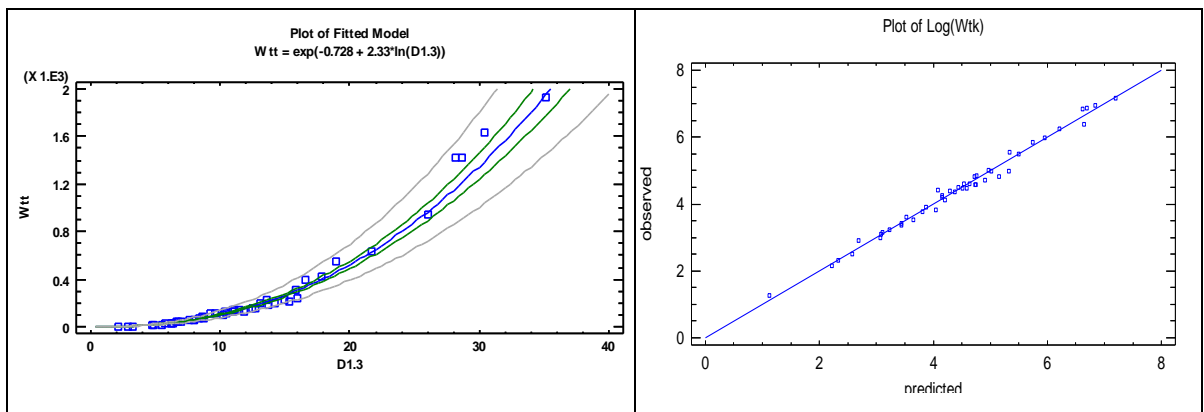 Plot of Fitted Model
Wtt = exp(-0.728 + 2.33*ln(D1.3))
(X 1.E3)
2
1.6
1.2
0.8
0.4
0
Wtt
0 10 20 30 40
D1.3
Plot of Log(Wtk)
8
6
4
2
0
observed
0 2 4 6 8
predicted